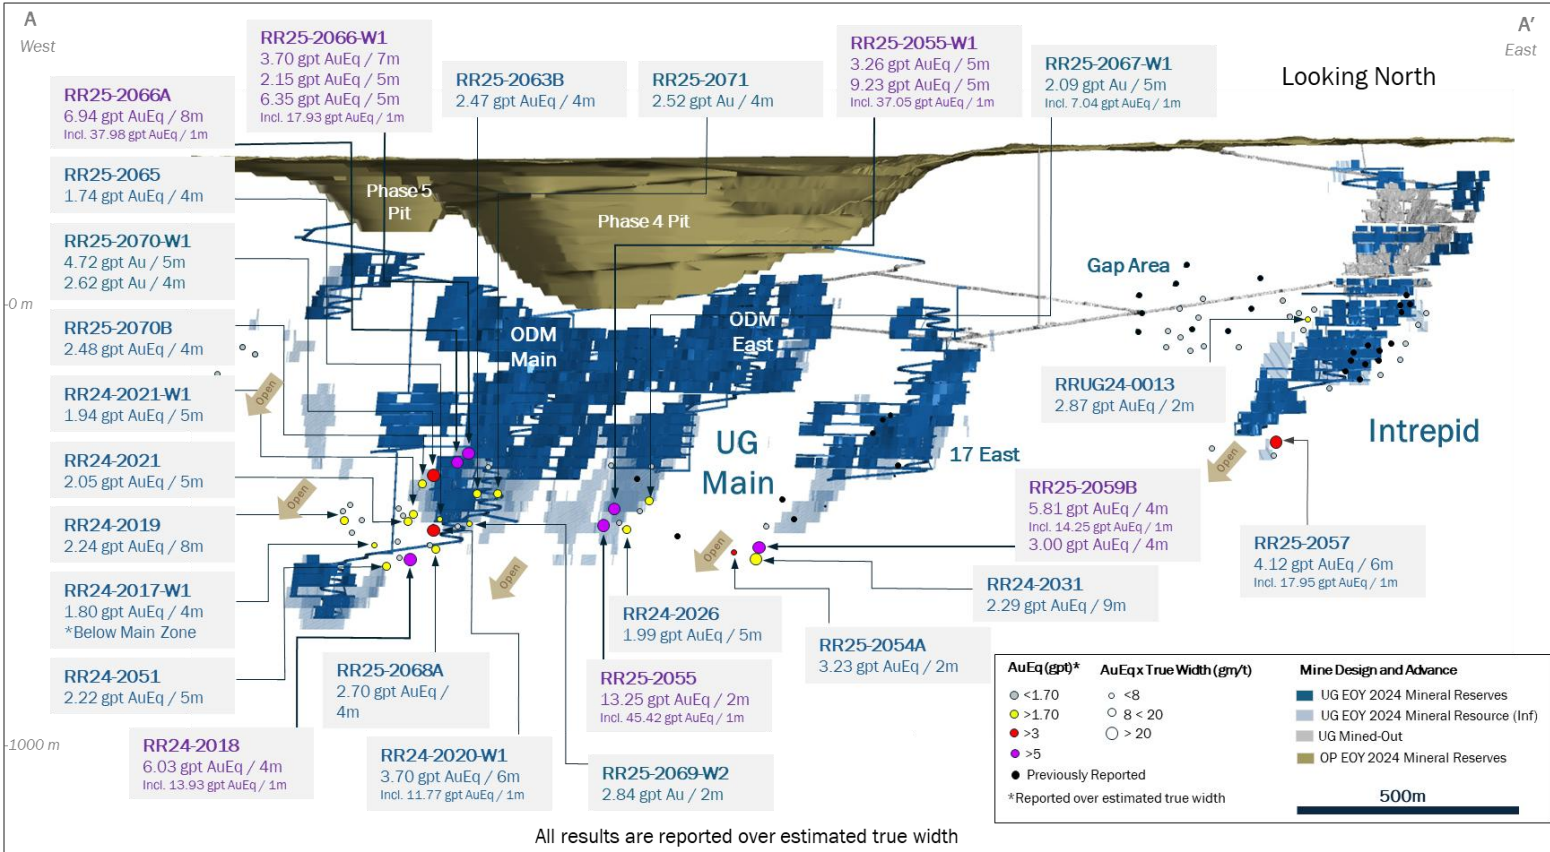 A
West
A'
East
Looking North
RR25-2066-W1
3.70 gpt AuEq / 7m
2.15 gpt AuEq / 5m
6.35 gpt AuEq / 5m
Incl. 17.93 gpt AuEq / 1m
RR25-2063B
2.47 gpt AuEq / 4m
RR25-2071
2.52 gpt Au / 4m
RR25-2055-W1
3.26 gpt AuEq / 5m
9.23 gpt AuEq / 5m
Incl. 37.05 gpt AuEq / 1m
RR25-2067-W1
2.09 gpt Au / 5m
Incl. 7.04 gpt AuEq / 1m
RR25-2066A
6.94 gpt AuEq / 8m
Incl. 37.98 gpt AuEq / 1m
RR25-2065
1.74 gpt AuEq / 4m
RR25-2070-W1
4.72 gpt Au / 5m
2.62 gpt Au / 4m
RR25-2070B
2.48 gpt AuEq / 4m
RR24-2021-W1
1.94 gpt AuEq / 5m
RR24-2021
2.05 gpt AuEq / 5m
RR24-2019
2.24 gpt AuEq / 8m
RR24-2017-W1
1.80 gpt AuEq / 4m
*Below Main Zone
RR24-2051
2.22 gpt AuEq / 5m
RR24-2018
6.03 gpt AuEq / 4m
Incl. 13.93 gpt AuEq / 1m
RR25-2068A
2.70 gpt AuEq /
4m
RR24-2020-W1
3.70 gpt AuEq / 6m
Incl. 11.77 gpt AuEq / 1m
RR25-2069-W2
2.84 gpt Au / 2m
RR25-2055
13.25 gpt AuEq / 2m
Incl. 45.42 gpt AuEq / 1m
RR24-2026
1.99 gpt AuEq / 5m
RR25-2054A
3.23 gpt AuEq / 2m
RR24-2031
2.29 gpt AuEq / 9m
RR25-2059B
5.81 gpt AuEq / 4m
Incl. 14.25 gpt AuEq / 1m
3.00 gpt AuEq / 4m
RR25-2057
4.12 gpt AuEq / 6m
Incl. 17.95 gpt AuEq / 1m
RRUG24-0013
2.87 gpt AuEq / 2m
Phase 5
Pit
Phase 4 Pit
ODM
Main
ODM
East
UG
Main
17 East
Gap Area
Intrepid
Open
Open
Open
Open
Open
-0 m
-1000 m
AuEq (gpt)*
<1.70
>1.70
>3
>5
Previously Reported
*Reported over estimated true width
AuEq x True Width (gm/t)
<8
8 < 20
> 20
Mine Design and Advance
UG EOY 2024 Mineral Reserves
UG EOY 2024 Mineral Resource (Inf)
UG Mined-Out
OP EOY 2024 Mineral Reserves
500m
All results are reported over estimated true width